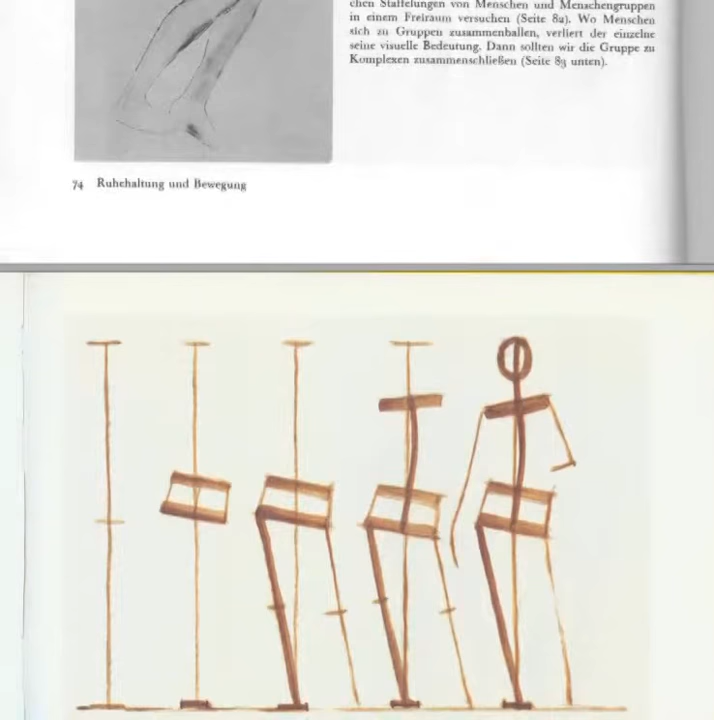 chen Staffelungen von Menschen und Menschengruppen
in einem Freiraum versuchen (Seite 82). Wo Menschen
sich zu Gruppen zusammenballen, verliert der einzelne
seine visuelle Bedeutung. Dann sollten wir die Gruppe zu
Komplexen zusammenschließen (Seite 83 unten).
74 Ruhehaltung und Bewegung